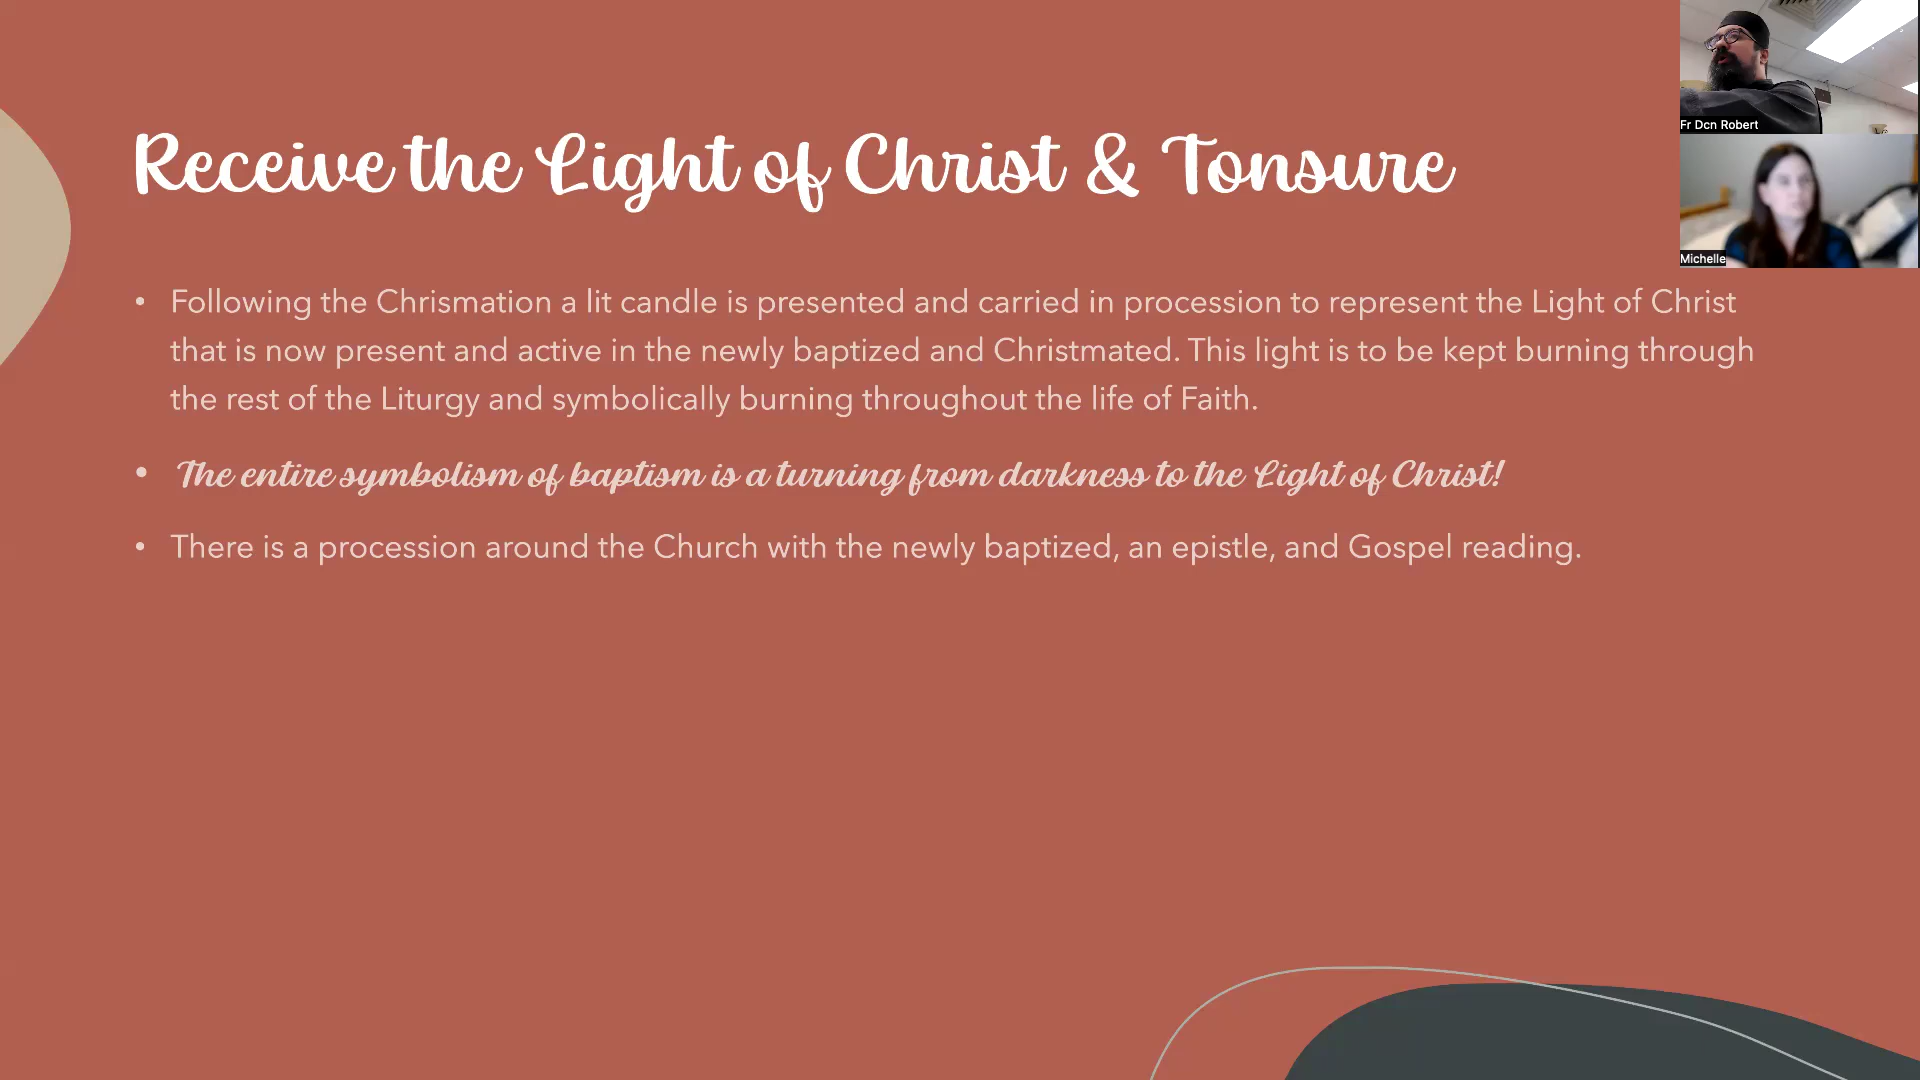 Receive the Light of Christ & Tonsure
Fr Dcn Robert
Michelle
• Following the Chrismation a lit candle is presented and carried in procession to represent the Light of Christ
that is now present and active in the newly baptized and Christmated. This light is to be kept burning through
the rest of the Liturgy and symbolically burning throughout the life of Faith.
• The entire symbolism of baptism is a turning from darkness to the Light of Christ!
• There is a procession around the Church with the newly baptized, an epistle, and Gospel reading.